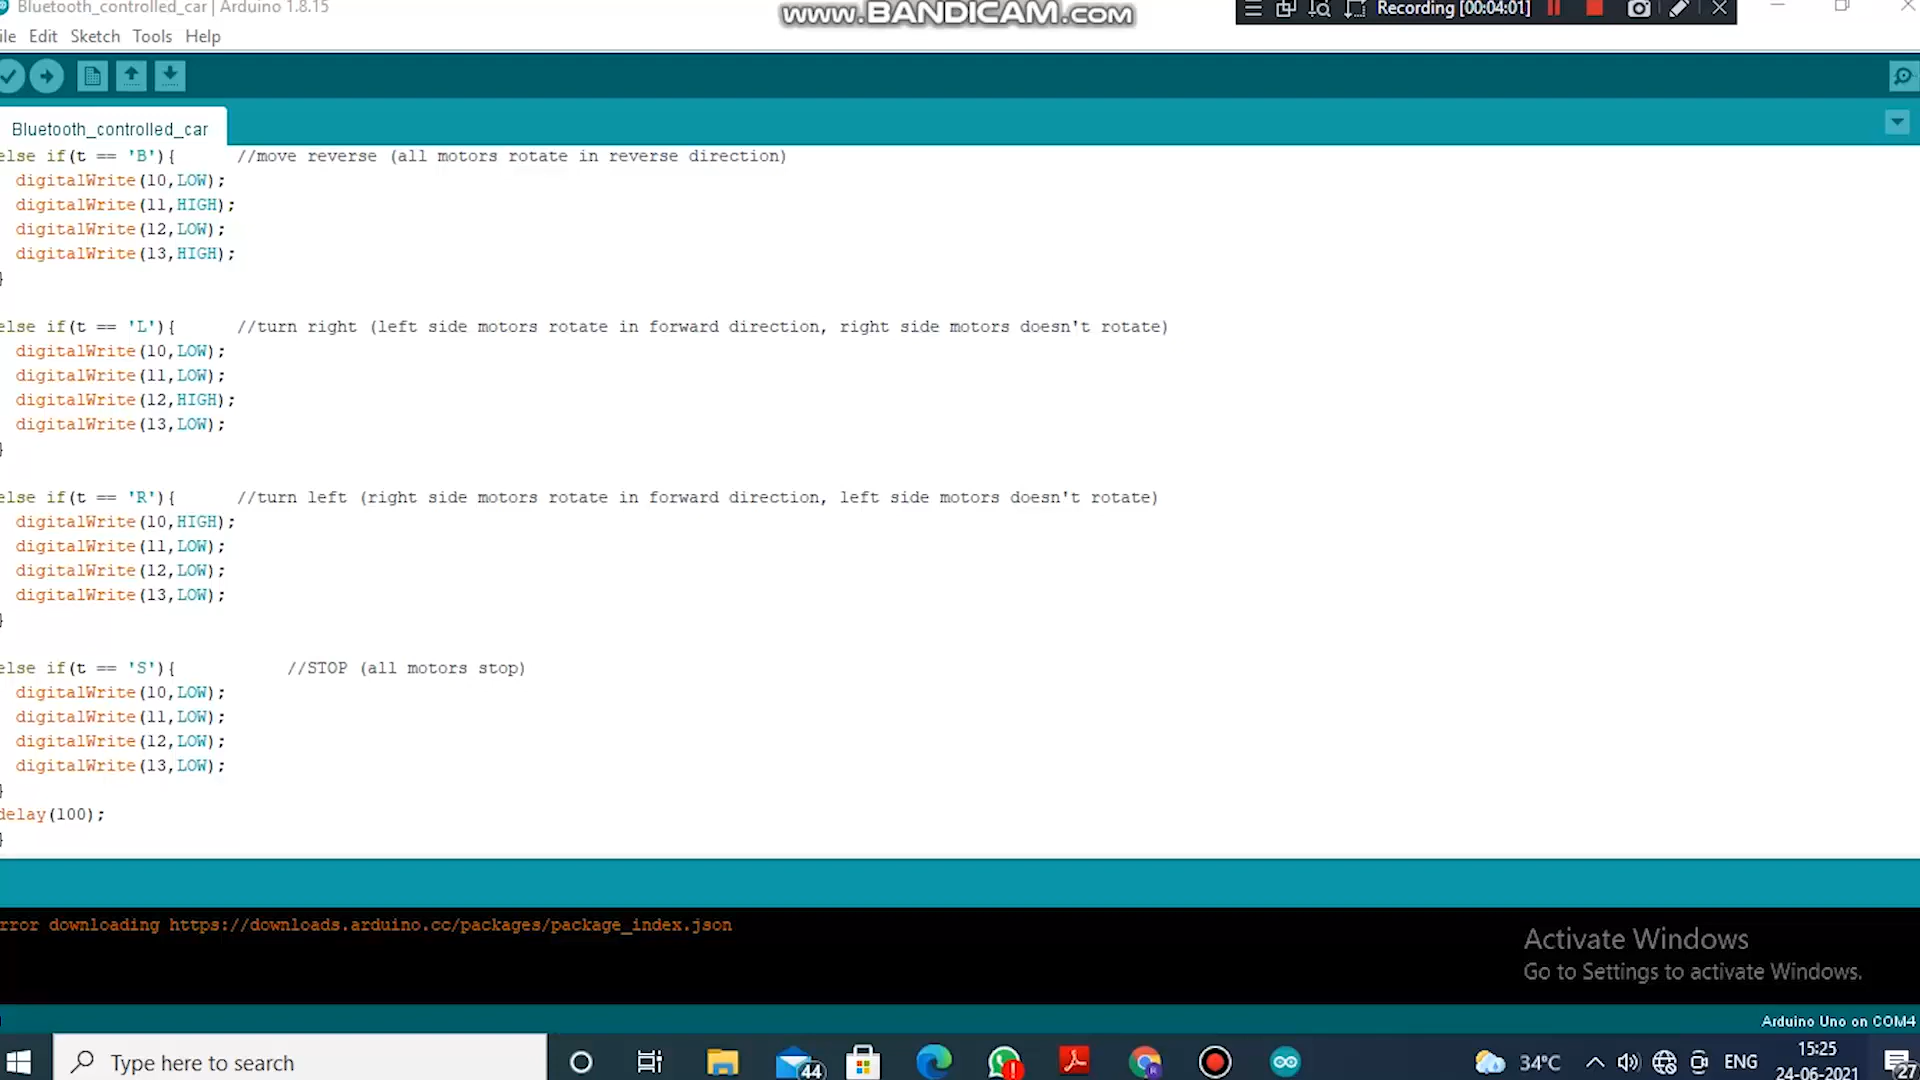 Bluetooth_controlled_car | Arduino 1.8.15
www.BANDICAM.com
Recording [00:04:01]
ile Edit Sketch Tools Help
Bluetooth_controlled_car
else if(t == 'B'){ //move reverse (all motors rotate in reverse direction)
digitalWrite(10,LOW);
digitalWrite(11,HIGH);
digitalWrite(12,LOW);
digitalWrite(13,HIGH);
}
else if(t == 'L'){ //turn right (left side motors rotate in forward direction, right side motors doesn't rotate)
digitalWrite(10,LOW);
digitalWrite(11,LOW);
digitalWrite(12,HIGH);
digitalWrite(13,LOW);
}
else if(t == 'R'){ //turn left (right side motors rotate in forward direction, left side motors doesn't rotate)
digitalWrite(10,HIGH);
digitalWrite(11,LOW);
digitalWrite(12,LOW);
digitalWrite(13,LOW);
}
else if(t == 'S'){ //STOP (all motors stop)
digitalWrite(10,LOW);
digitalWrite(11,LOW);
digitalWrite(12,LOW);
digitalWrite(13,LOW);
}
delay(100);
}
rror downloading https://downloads.arduino.cc/packages/package_index.json
Activate Windows
Go to Settings to activate Windows.
Arduino Uno on COM4
Type here to search
44
34°C
ENG
15:25
24-06-2021
27